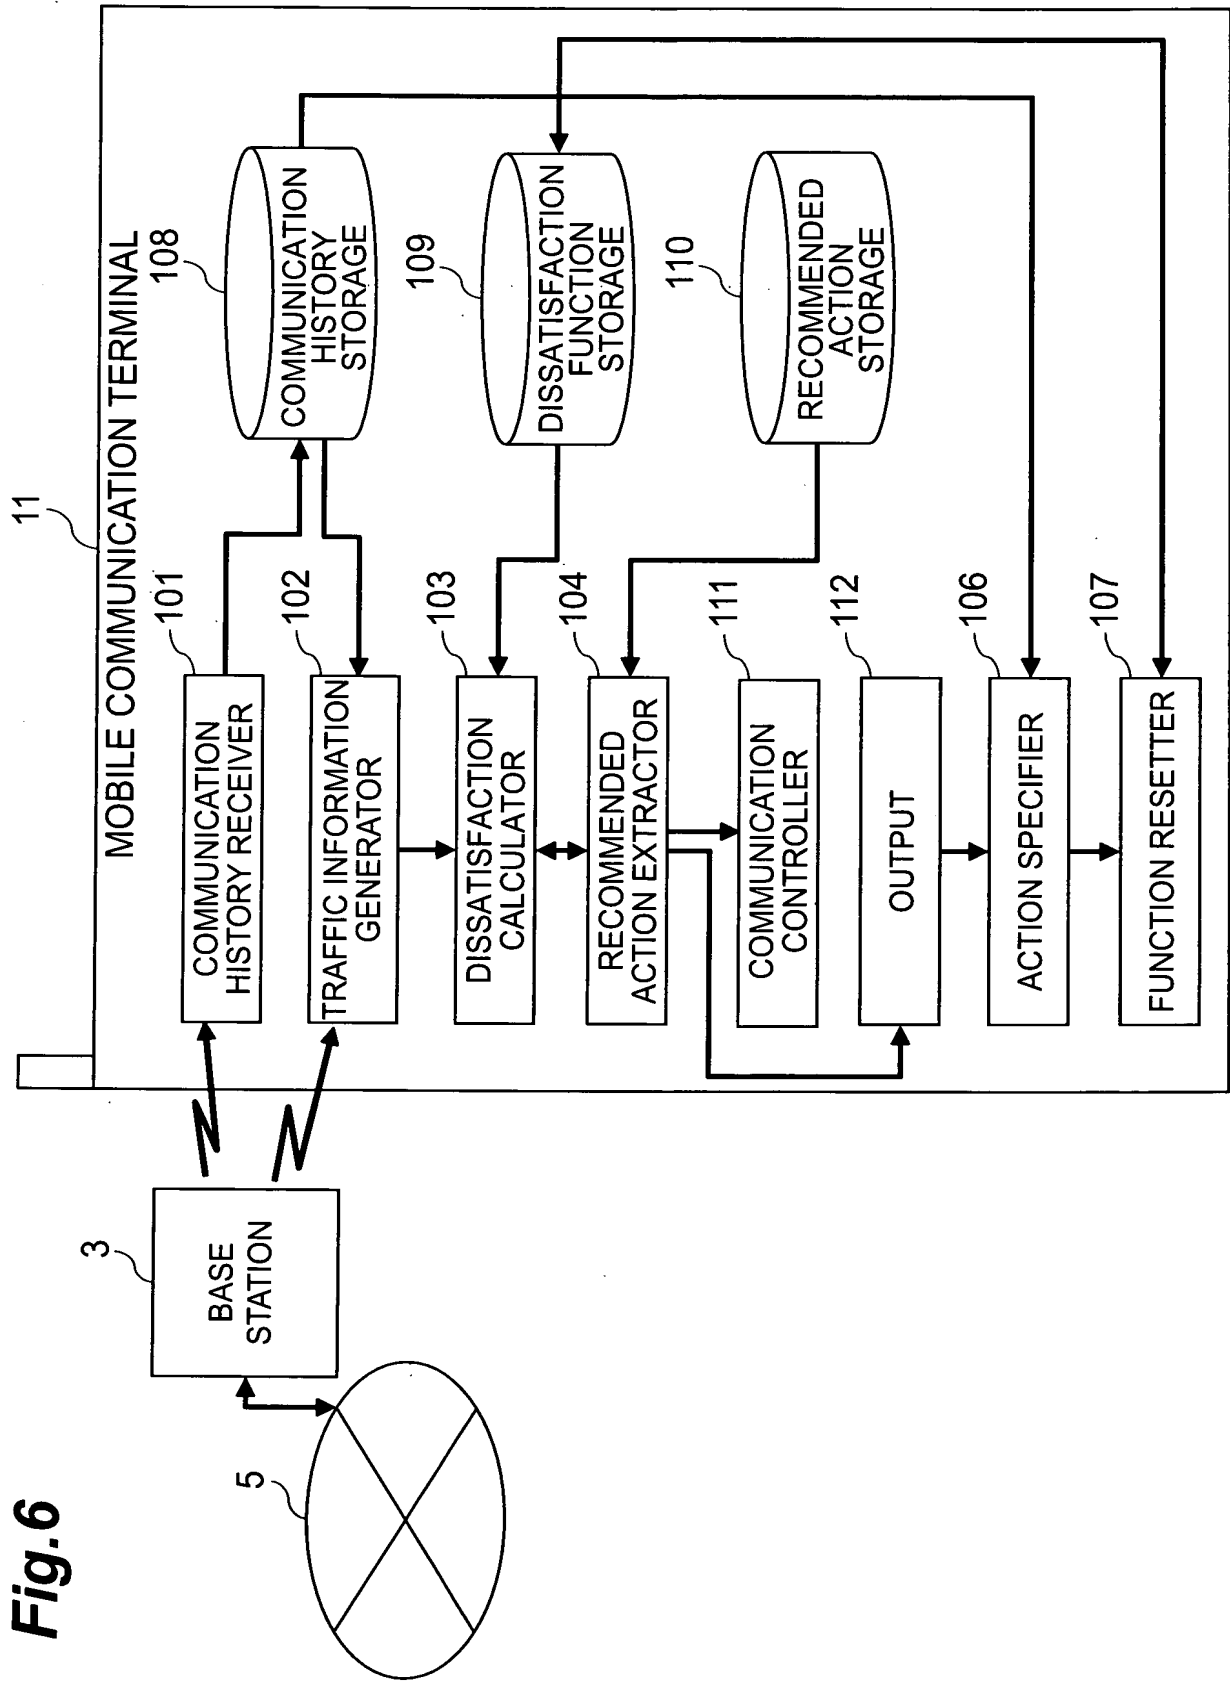 Fig.6
11
MOBILE COMMUNICATION TERMINAL
5
3
BASE
STATION
101
COMMUNICATION
HISTORY RECEIVER
102
TRAFFIC INFORMATION
GENERATOR
103
DISSATISFACTION
CALCULATOR
104
RECOMMENDED
ACTION EXTRACTOR
111
COMMUNICATION
CONTROLLER
112
OUTPUT
106
ACTION SPECIFIER
107
FUNCTION RESETTER
108
COMMUNICATION
HISTORY
STORAGE
109
DISSATISFACTION
FUNCTION
STORAGE
110
RECOMMENDED
ACTION
STORAGE